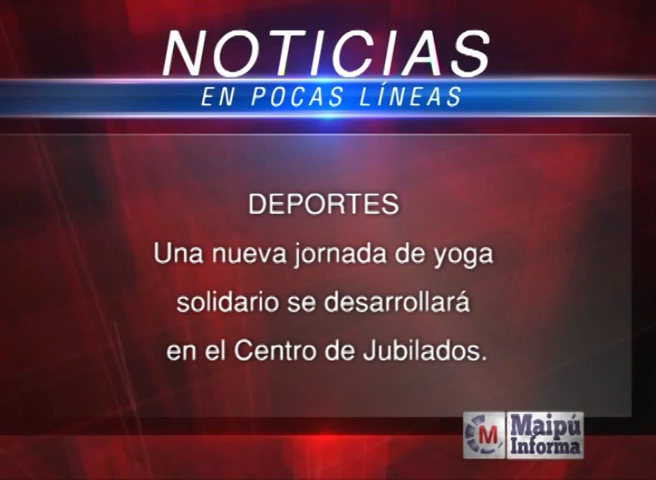 NOTICIAS
EN POCAS LÍNEAS
DEPORTES
Una nueva jornada de yoga
solidario se desarrollará
en el Centro de Jubilados.
M Maipú
Informa